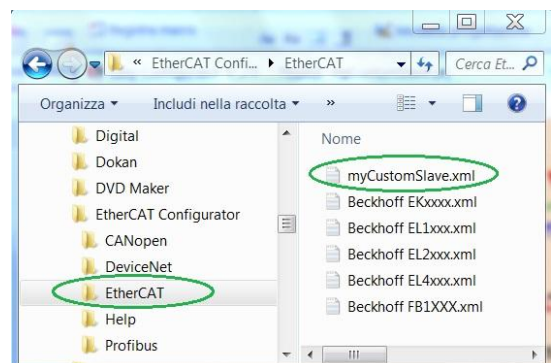 « EtherCAT Confi... ▸ EtherCAT
Cerca Et...
Organizza
Includi nella raccolta
»
Digital
Dokan
DVD Maker
EtherCAT Configurator
CANopen
DeviceNet
EtherCAT
Help
Profibus
Nome
myCustomSlave.xml
Beckhoff EKxxxx.xml
Beckhoff EL1xxx.xml
Beckhoff EL2xxx.xml
Beckhoff EL4xxx.xml
Beckhoff FB1XXX.xml